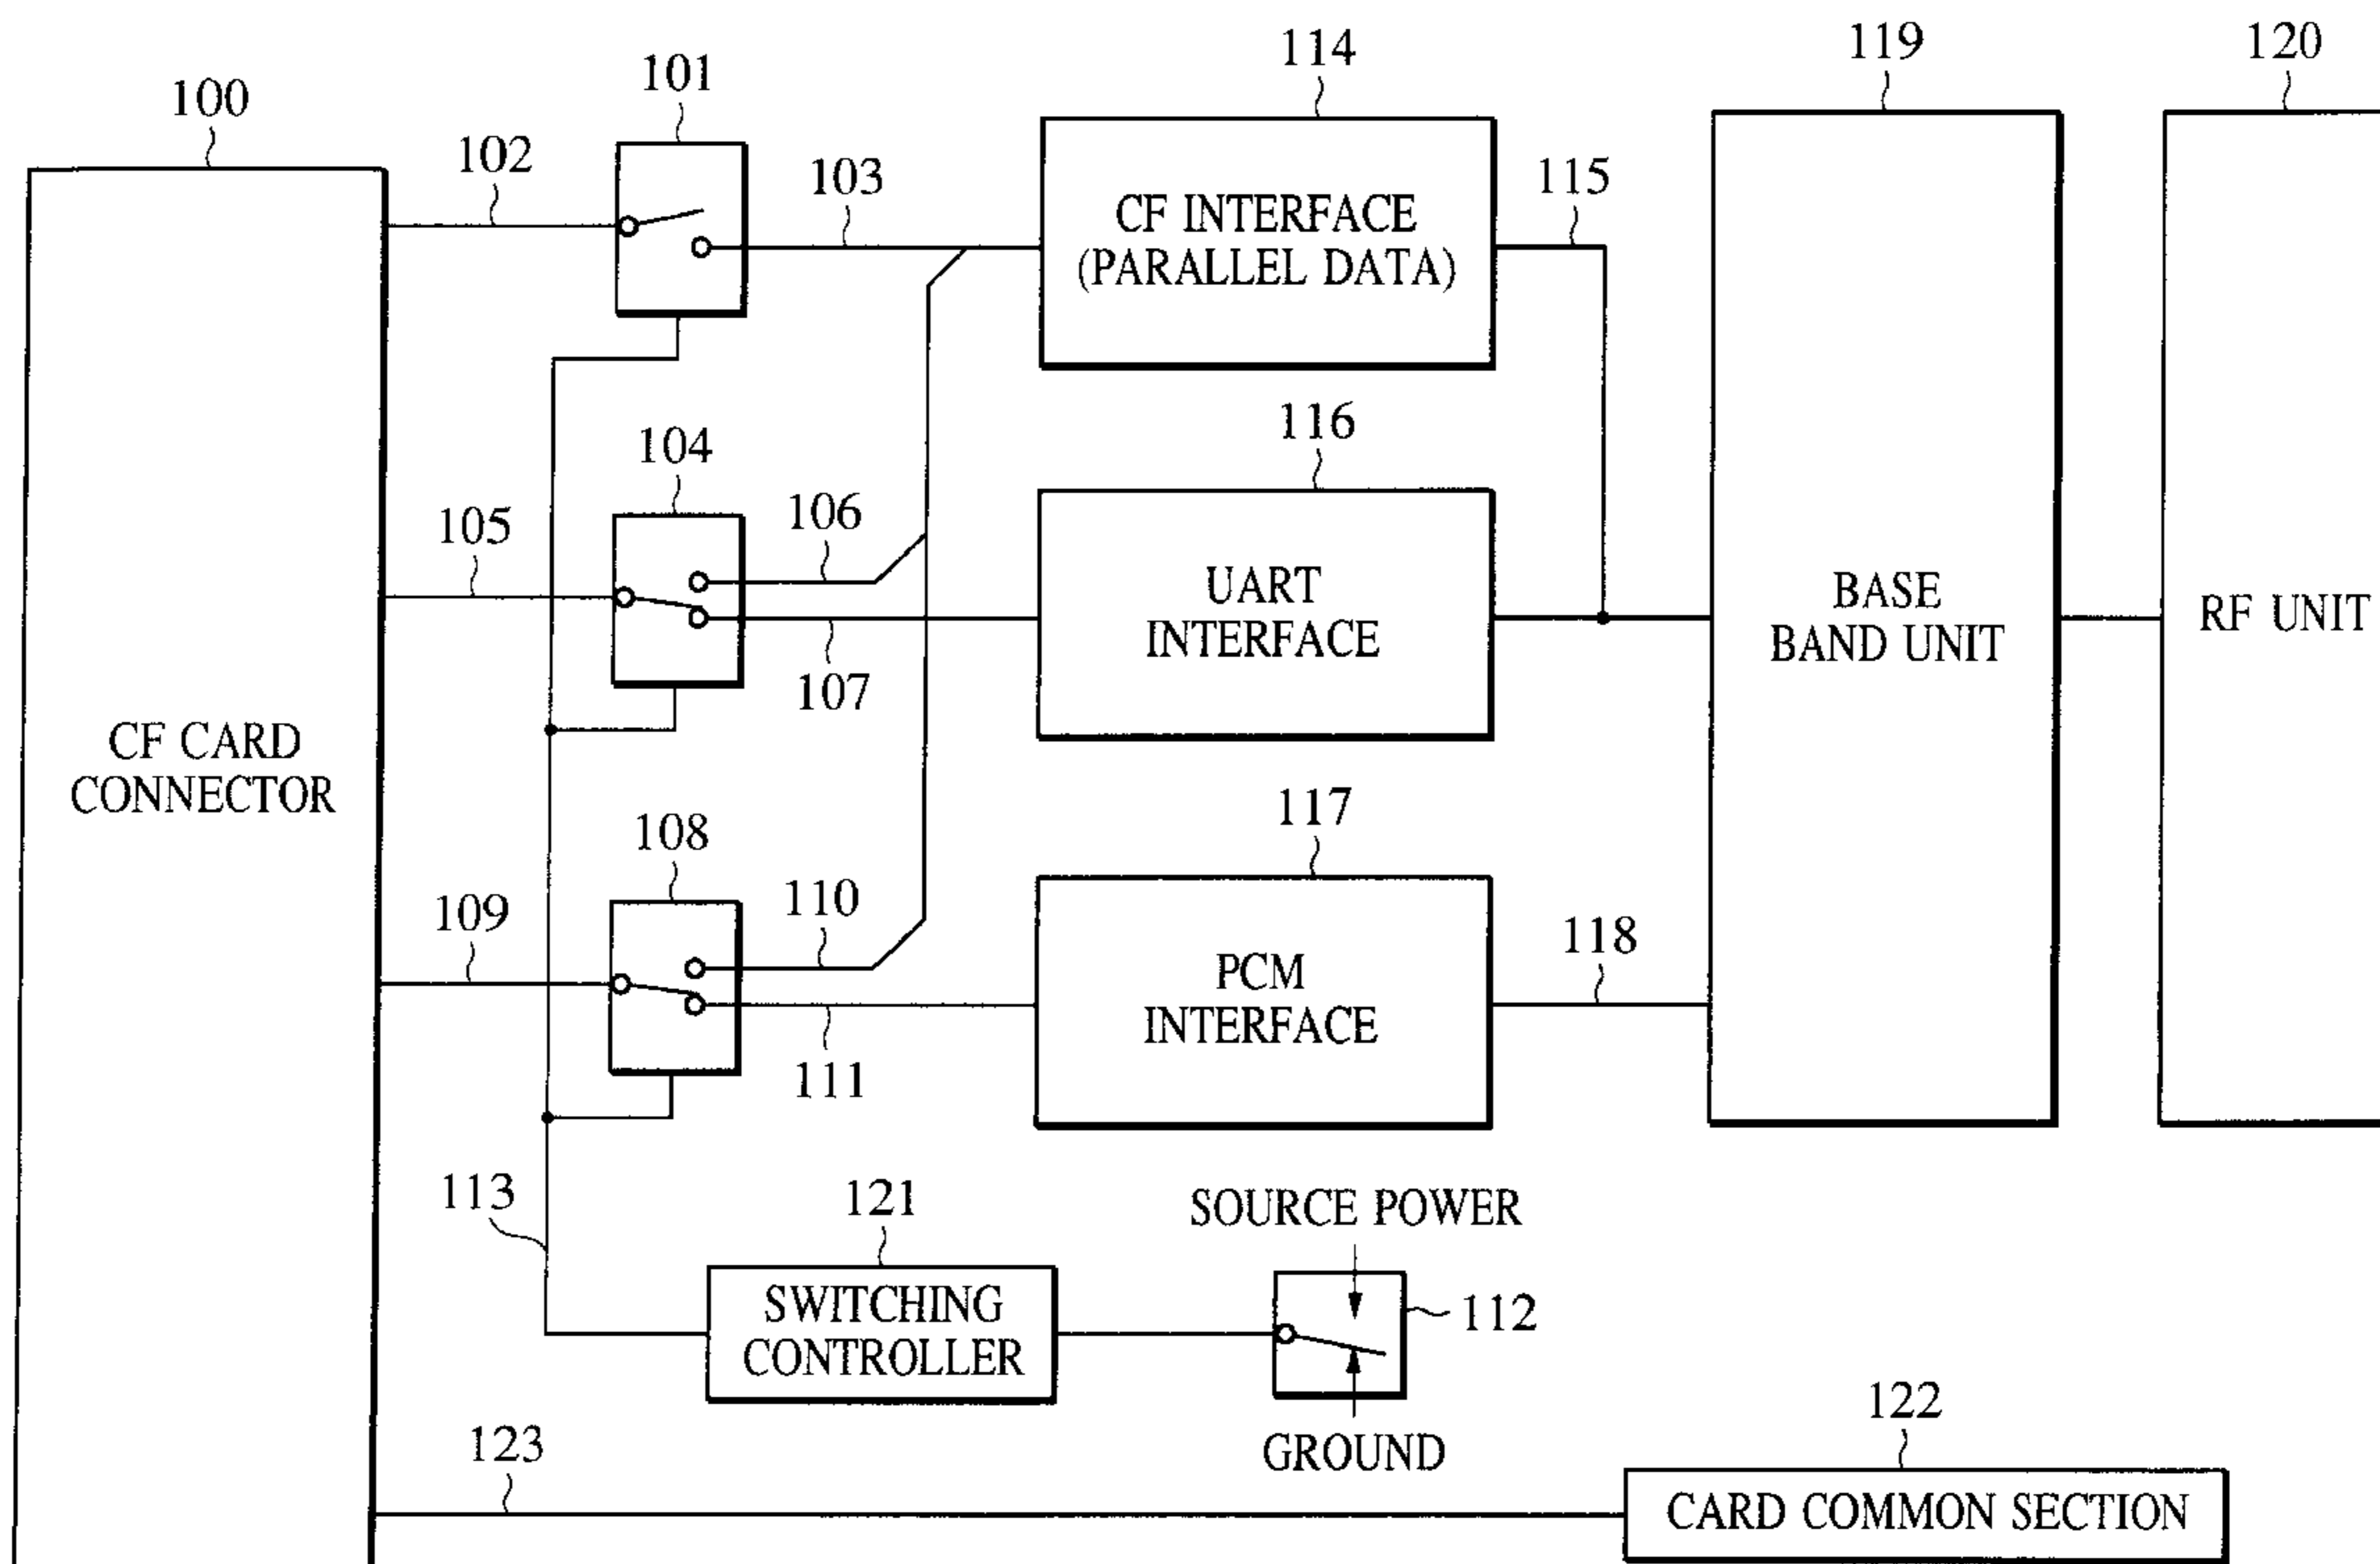 100
101
102
103
114
CF INTERFACE
(PARALLEL DATA)
115
119
120
104
105
106
107
116
UART
INTERFACE
BASE
BAND UNIT
RF UNIT
CF CARD
CONNECTOR
108
109
110
111
117
PCM
INTERFACE
118
113
121
SWITCHING
CONTROLLER
SOURCE POWER
112
GROUND
122
CARD COMMON SECTION
123